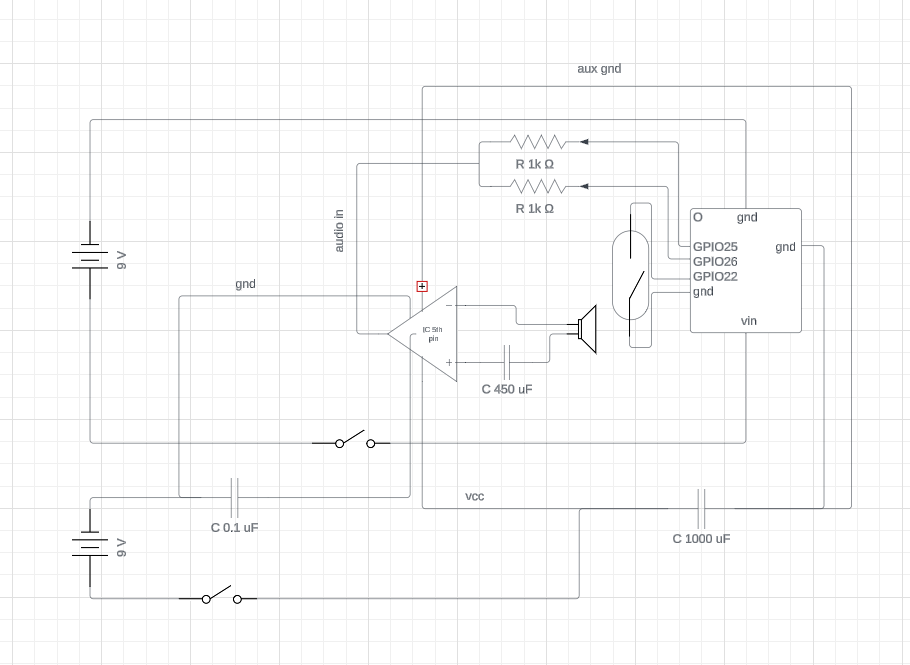 aux gnd
R 1k Ω
R 1k Ω
audio in
O
gnd
GPIO25
GPIO26
GPIO22
gnd
gnd
vin
9 V
gnd
IC 5th
pin
C 450 uF
vcc
C 0.1 uF
9 V
C 1000 uF